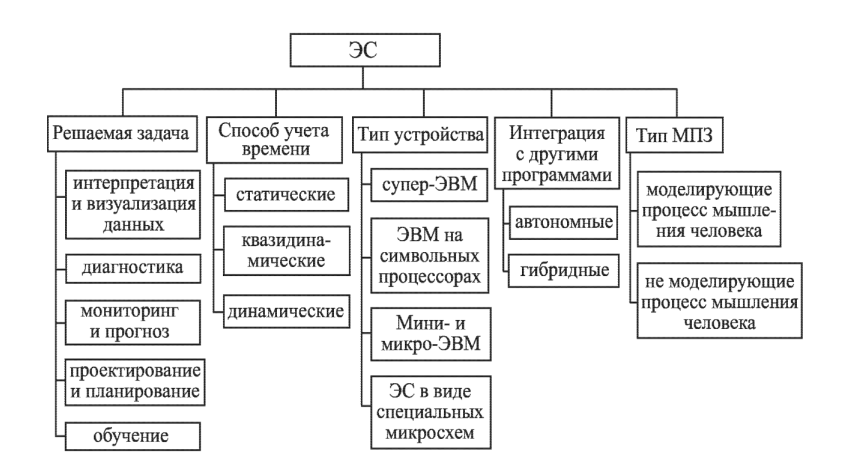 ЭС
Решаемая задача
интерпретация
и визуализация
данных
диагностика
мониторинг
и прогноз
проектирование
и планирование
обучение
Способ учета
времени
статические
квазидина-
мические
динамические
Тип устройства
супер-ЭВМ
ЭВМ на
символьных
процессорах
Мини- и
микро-ЭВМ
ЭС в виде
специальных
микросхем
Интеграция
с другими
программами
автономные
гибридные
Тип МПЗ
моделирующие
процесс мышле-
ния человека
не моделирующие
процесс мышления
человека